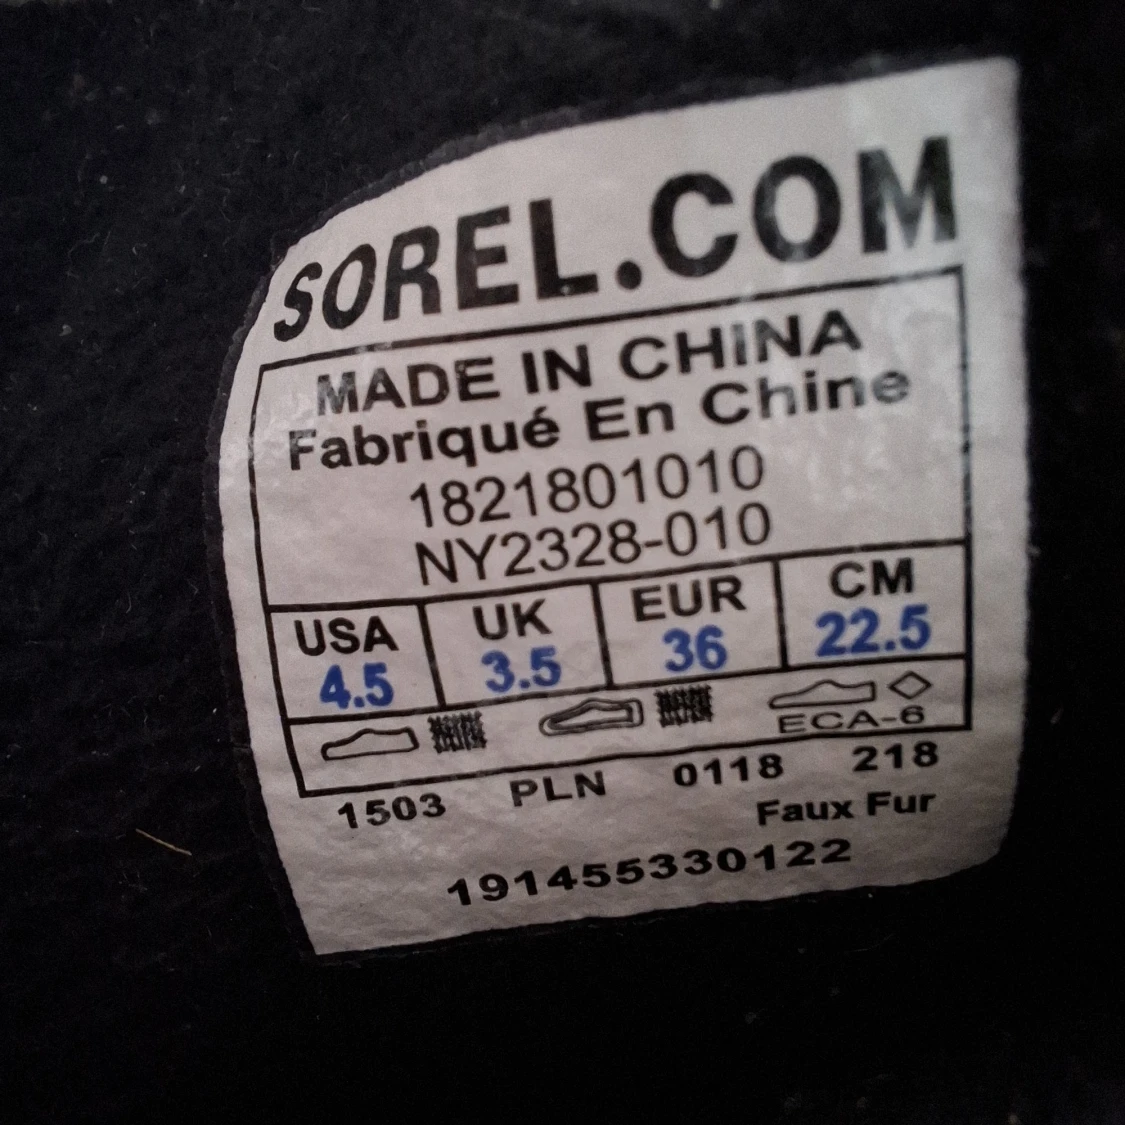 SOREL.COM
MADE IN CHINA
Fabriqué En Chine
1821801010
NY2328-010
USA UK EUR CM
4.5 3.5 36 22.5
ECA-6
1503 PLN 0118 218
Faux Fur
191455330122